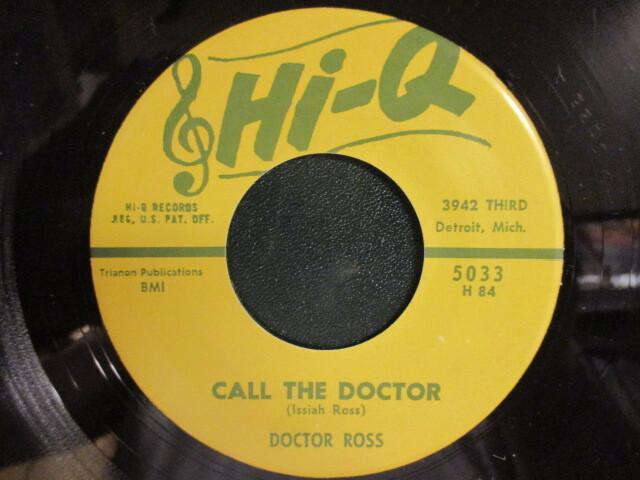 Hi-Q
HI-Q RECORDS
REG. U.S. PAT. OFF.
3942 THIRD
Detroit, Mich.
Trianon Publications
BMI
5033
H 84
CALL THE DOCTOR
(Issiah Ross)
DOCTOR ROSS